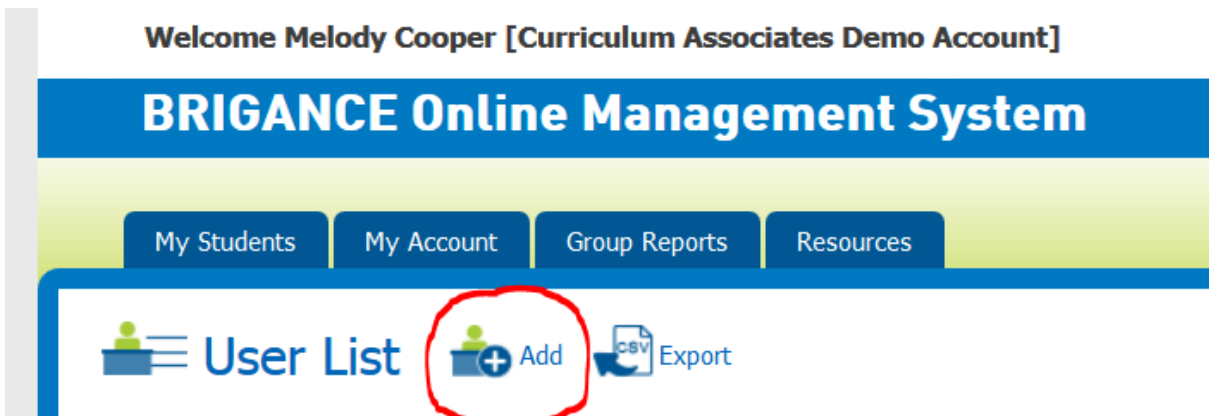 Welcome Melody Cooper [Curriculum Associates Demo Account]
BRIGANCE Online Management System
My Students My Account Group Reports Resources
User List Add CSV Export